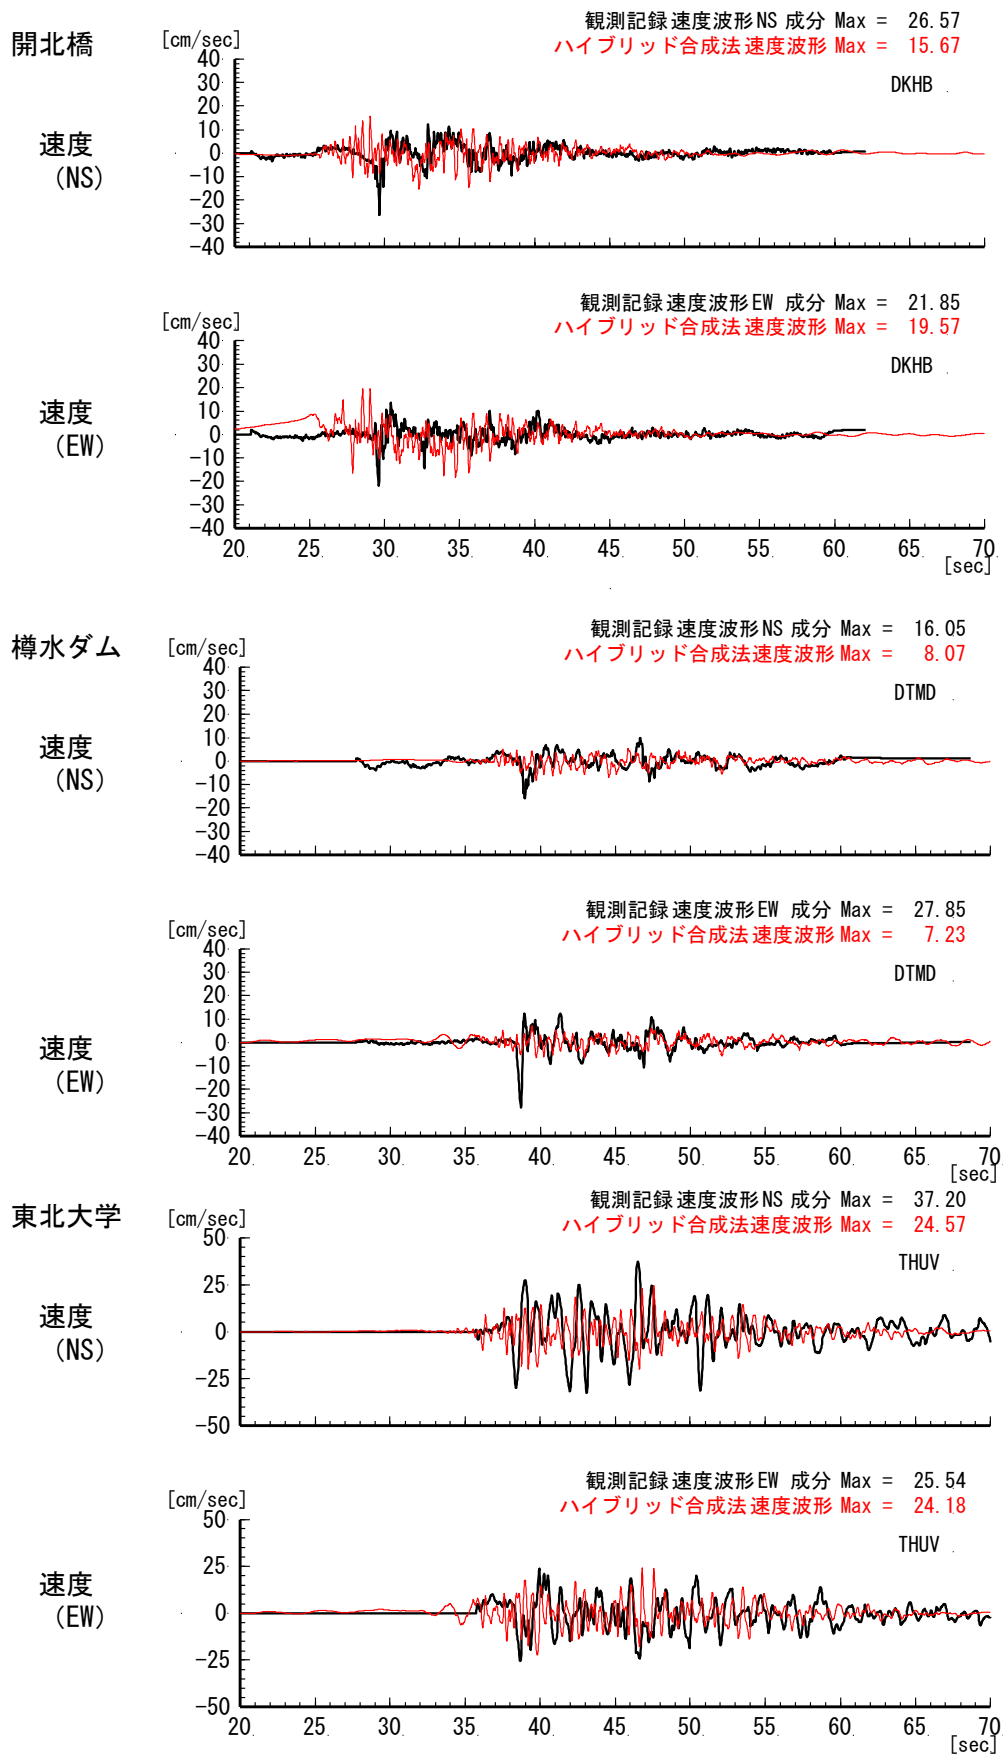 開北橋
[cm/sec]
観測記録速度波形NS 成分 Max = 26.57
ハイブリッド合成法速度波形 Max = 15.67
DKHB
速度
(NS)
40
30
20
10
0
-10
-20
-30
-40
[cm/sec]
観測記録速度波形EW 成分 Max = 21.85
ハイブリッド合成法速度波形 Max = 19.57
DKHB
速度
(EW)
40
30
20
10
0
-10
-20
-30
-40
20. 25. 30. 35. 40. 45. 50. 55. 60. 65. 70.
[sec]
樽水ダム
[cm/sec]
観測記録速度波形NS 成分 Max = 16.05
ハイブリッド合成法速度波形 Max = 8.07
DTMD
速度
(NS)
40
30
20
10
0
-10
-20
-30
-40
[cm/sec]
観測記録速度波形EW 成分 Max = 27.85
ハイブリッド合成法速度波形 Max = 7.23
DTMD
速度
(EW)
40
30
20
10
0
-10
-20
-30
-40
20. 25. 30. 35. 40. 45. 50. 55. 60. 65. 70.
[sec]
東北大学
[cm/sec]
観測記録速度波形NS 成分 Max = 37.20
ハイブリッド合成法速度波形 Max = 24.57
THUV
速度
(NS)
50
25
0
-25
-50
[cm/sec]
観測記録速度波形EW 成分 Max = 25.54
ハイブリッド合成法速度波形 Max = 24.18
THUV
速度
(EW)
50
25
0
-25
-50
20. 25. 30. 35. 40. 45. 50. 55. 60. 65. 70.
[sec]